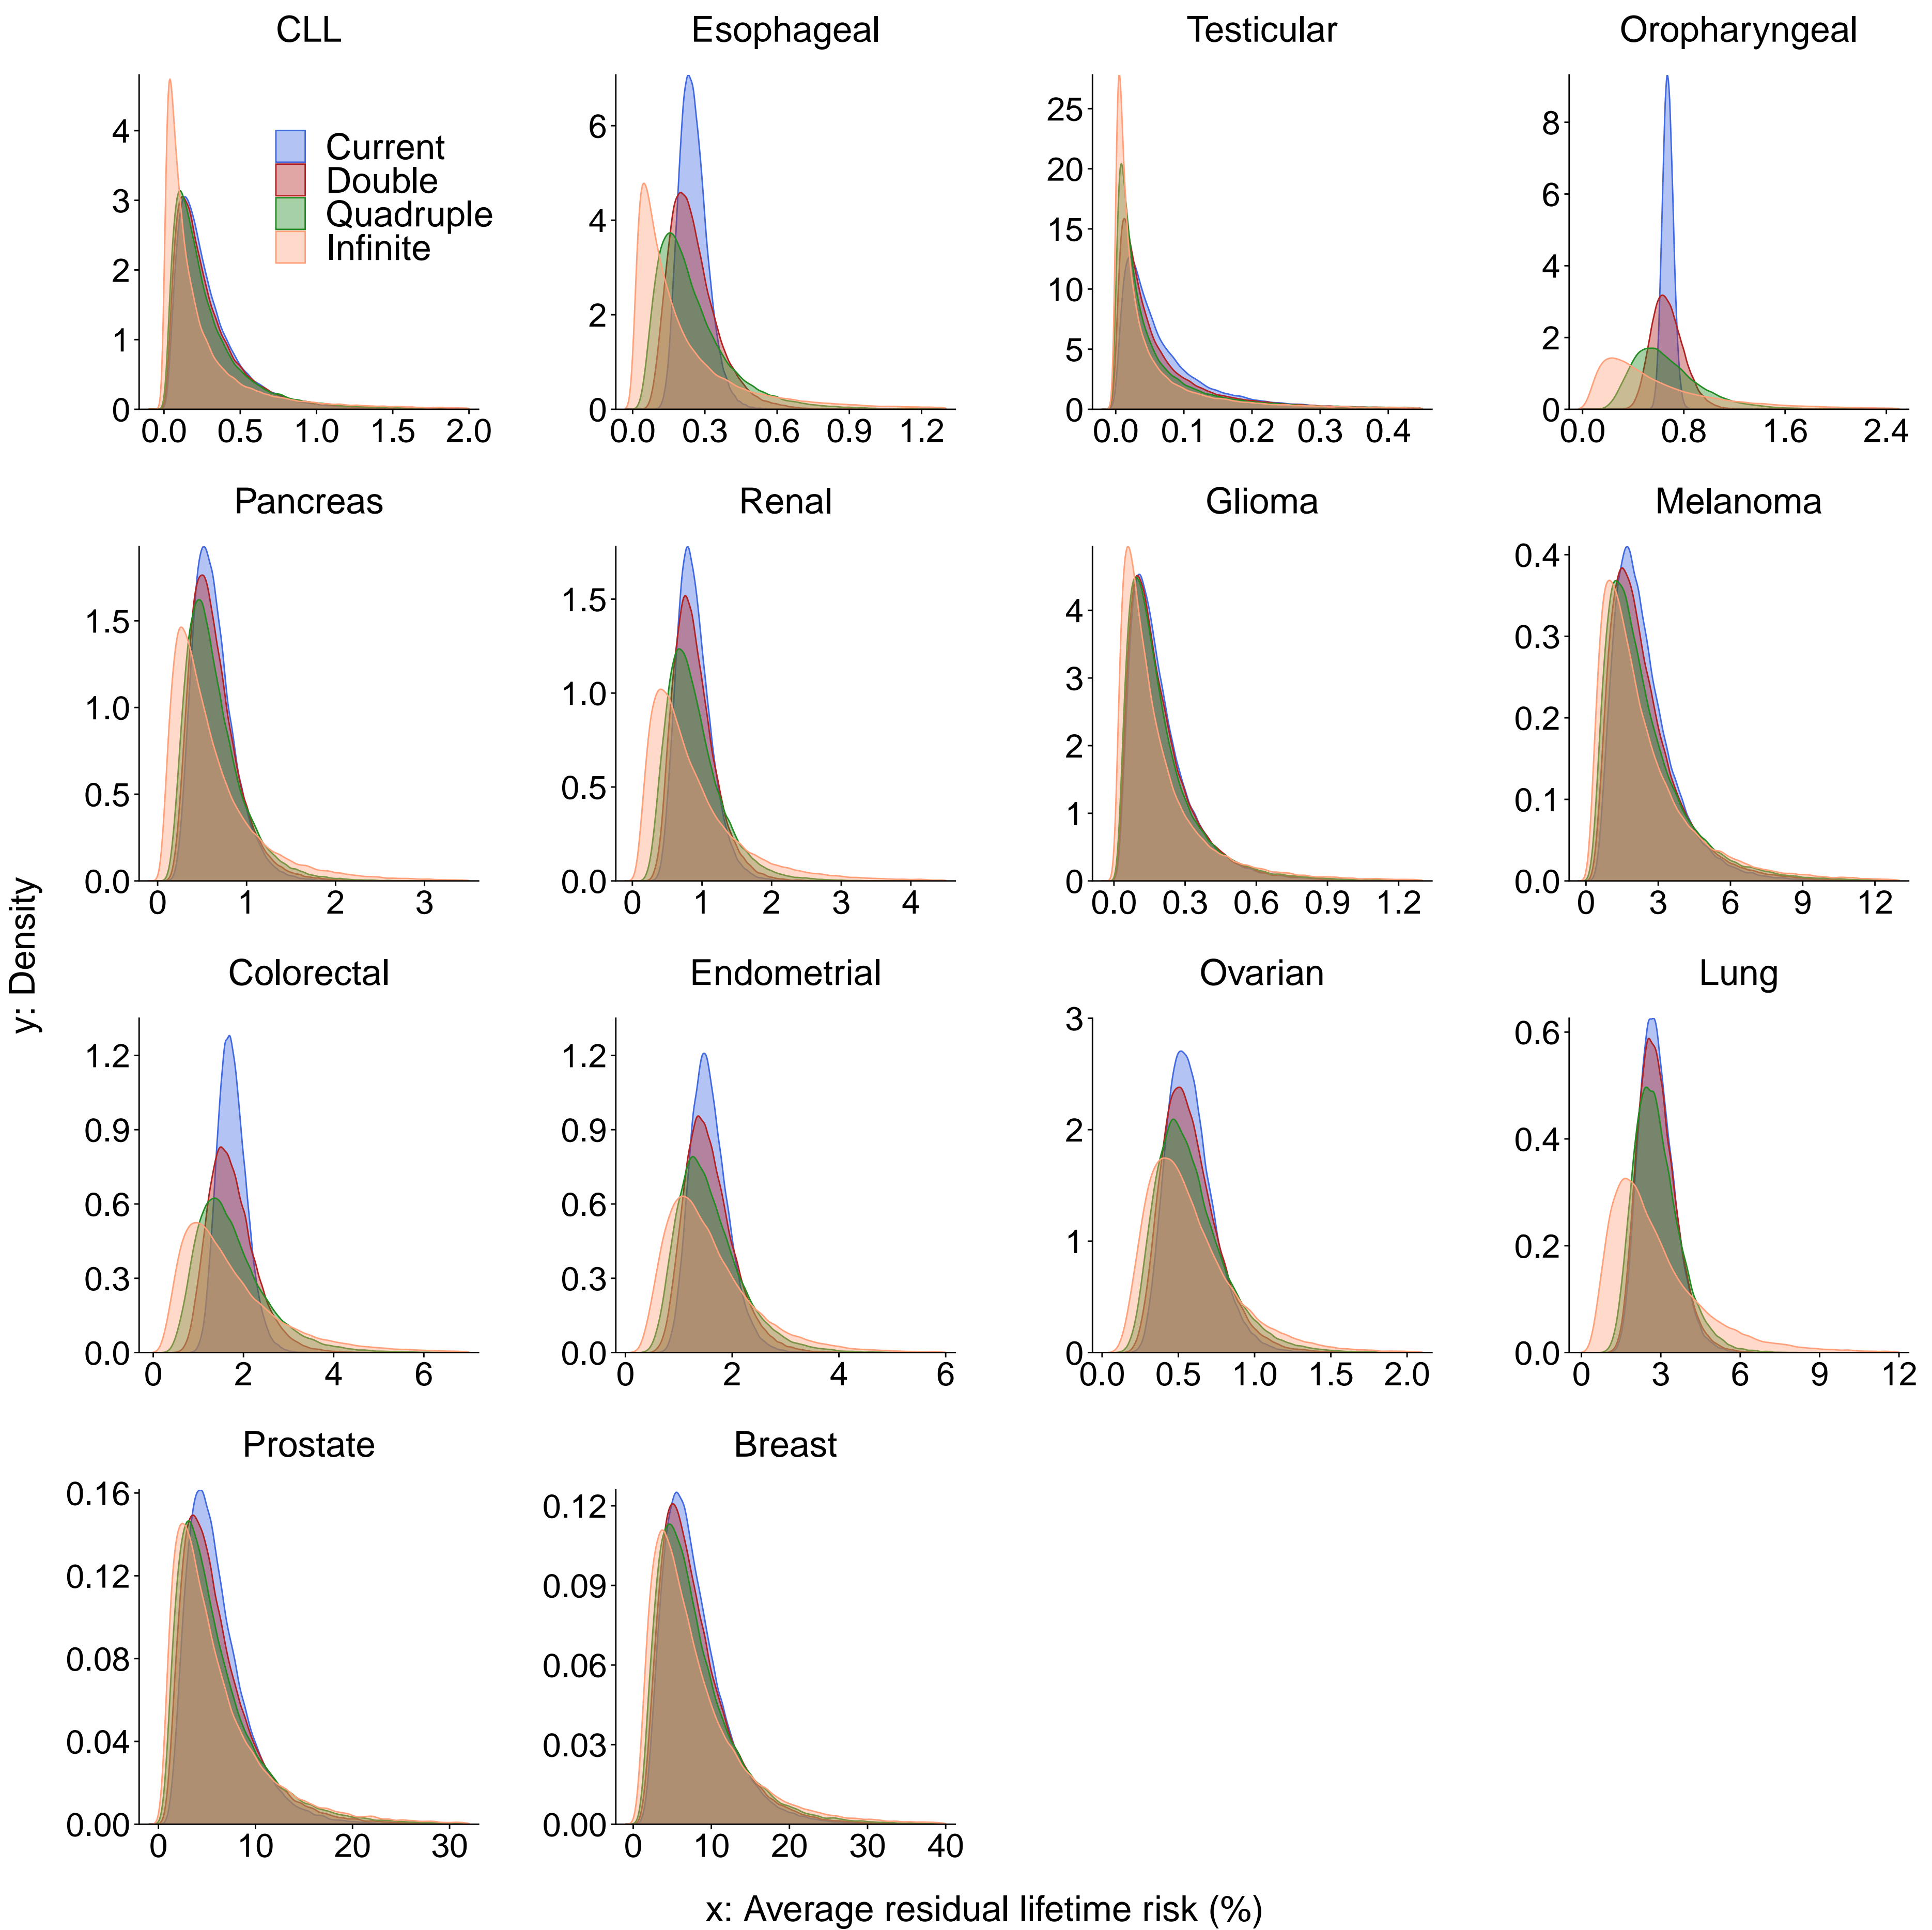 CLL Esophageal Testicular Oropharyngeal
4
3
2
1
0
0.0 0.5 1.0 1.5 2.0
Current
Double
Quadruple
Infinite
6
4
2
0
0.0 0.3 0.6 0.9 1.2
25
20
15
10
5
0
0.0 0.1 0.2 0.3 0.4
8
6
4
2
0
0.0 0.8 1.6 2.4
Pancreas Renal Glioma Melanoma
1.5
1.0
0.5
0.0
0 1 2 3
1.5
1.0
0.5
0.0
0 1 2 3 4
4
3
2
1
0
0.0 0.3 0.6 0.9 1.2
0.4
0.3
0.2
0.1
0.0
0 3 6 9 12
Colorectal Endometrial Ovarian Lung
1.2
0.9
0.6
0.3
0.0
0 2 4 6
1.2
0.9
0.6
0.3
0.0
0 2 4 6
3
2
1
0
0.0 0.5 1.0 1.5 2.0
0.6
0.4
0.2
0.0
0 3 6 9 12
Prostate Breast
0.16
0.12
0.08
0.04
0.00
0 10 20 30
0.12
0.09
0.06
0.03
0.00
0 10 20 30 40
y: Density
x: Average residual lifetime risk (%)